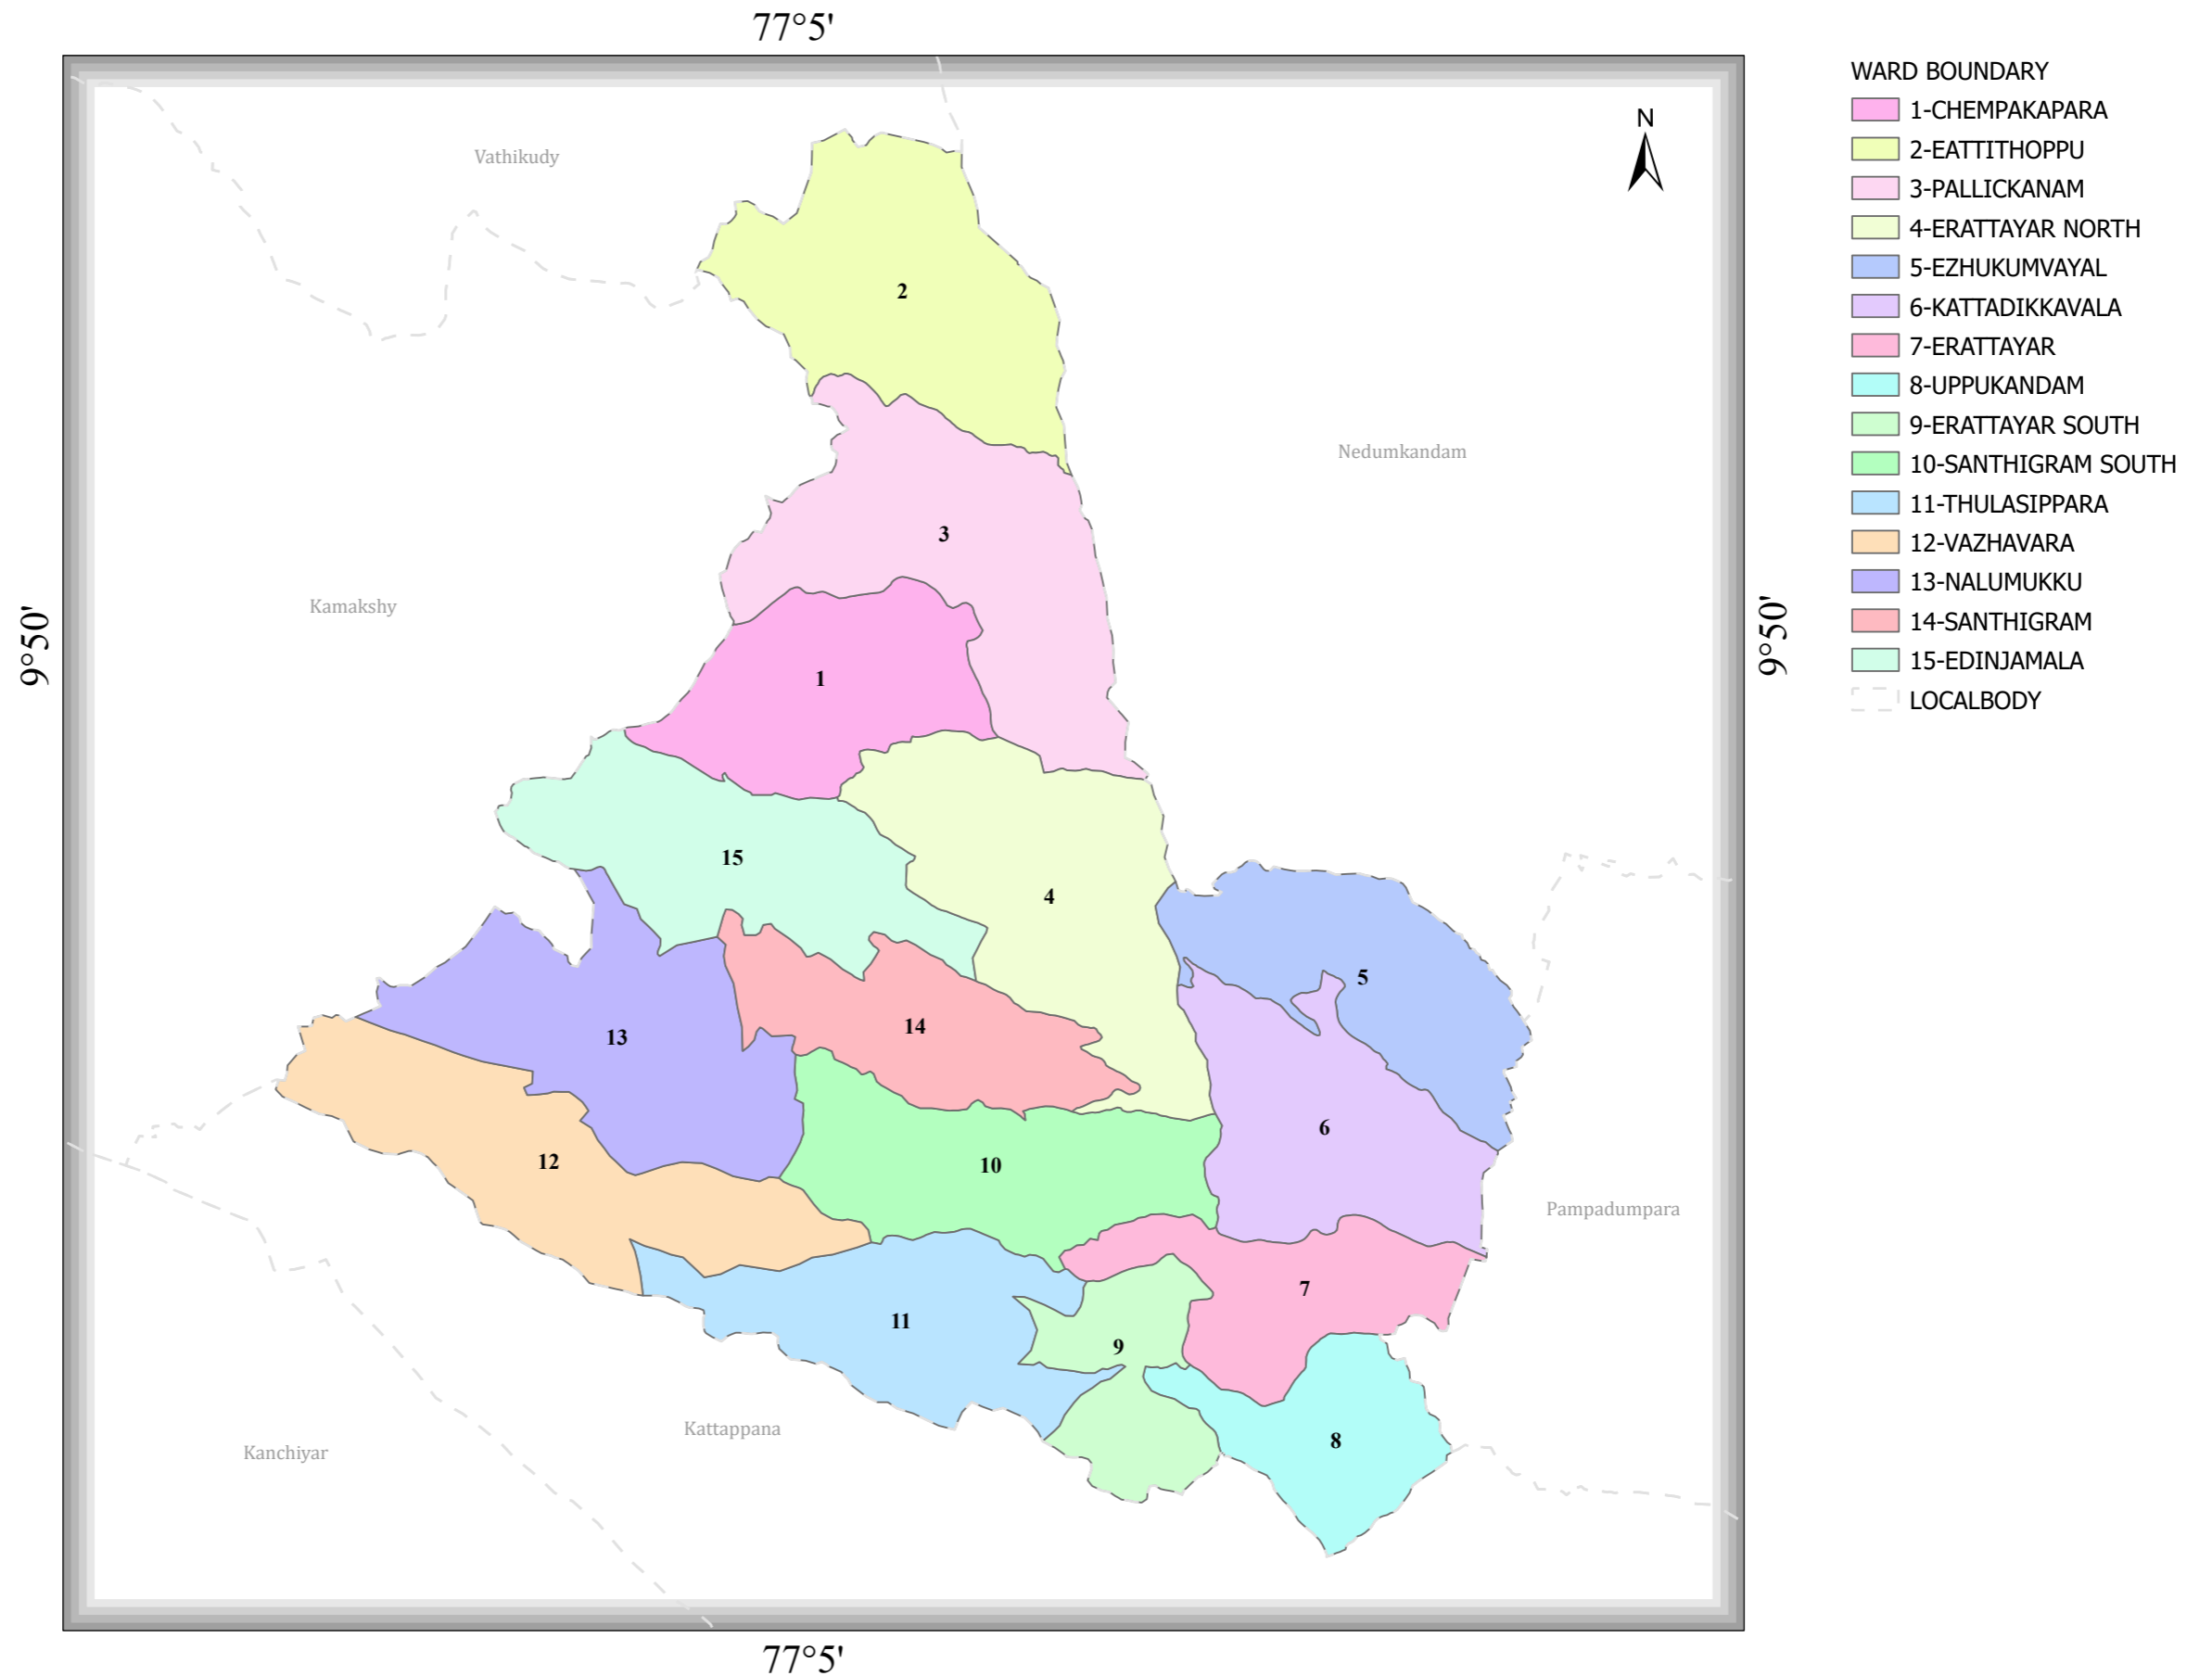 77°5'
N
Vathikudy
2
Nedumkandam
3
Kamakshy
9°50'
9°50'
1
15
4
5
14
13
6
12
10
Pampadumpara
7
11
9
Kattappana
8
Kanchiyar
77°5'
WARD BOUNDARY
1-CHEMPAKAPARA
2-EATTITHOPPU
3-PALLICKANAM
4-ERATTAYAR NORTH
5-EZHUKUMVAYAL
6-KATTADIKKAVALA
7-ERATTAYAR
8-UPPUKANDAM
9-ERATTAYAR SOUTH
10-SANTHIGRAM SOUTH
11-THULASIPPARA
12-VAZHAVARA
13-NALUMUKKU
14-SANTHIGRAM
15-EDINJAMALA
LOCALBODY